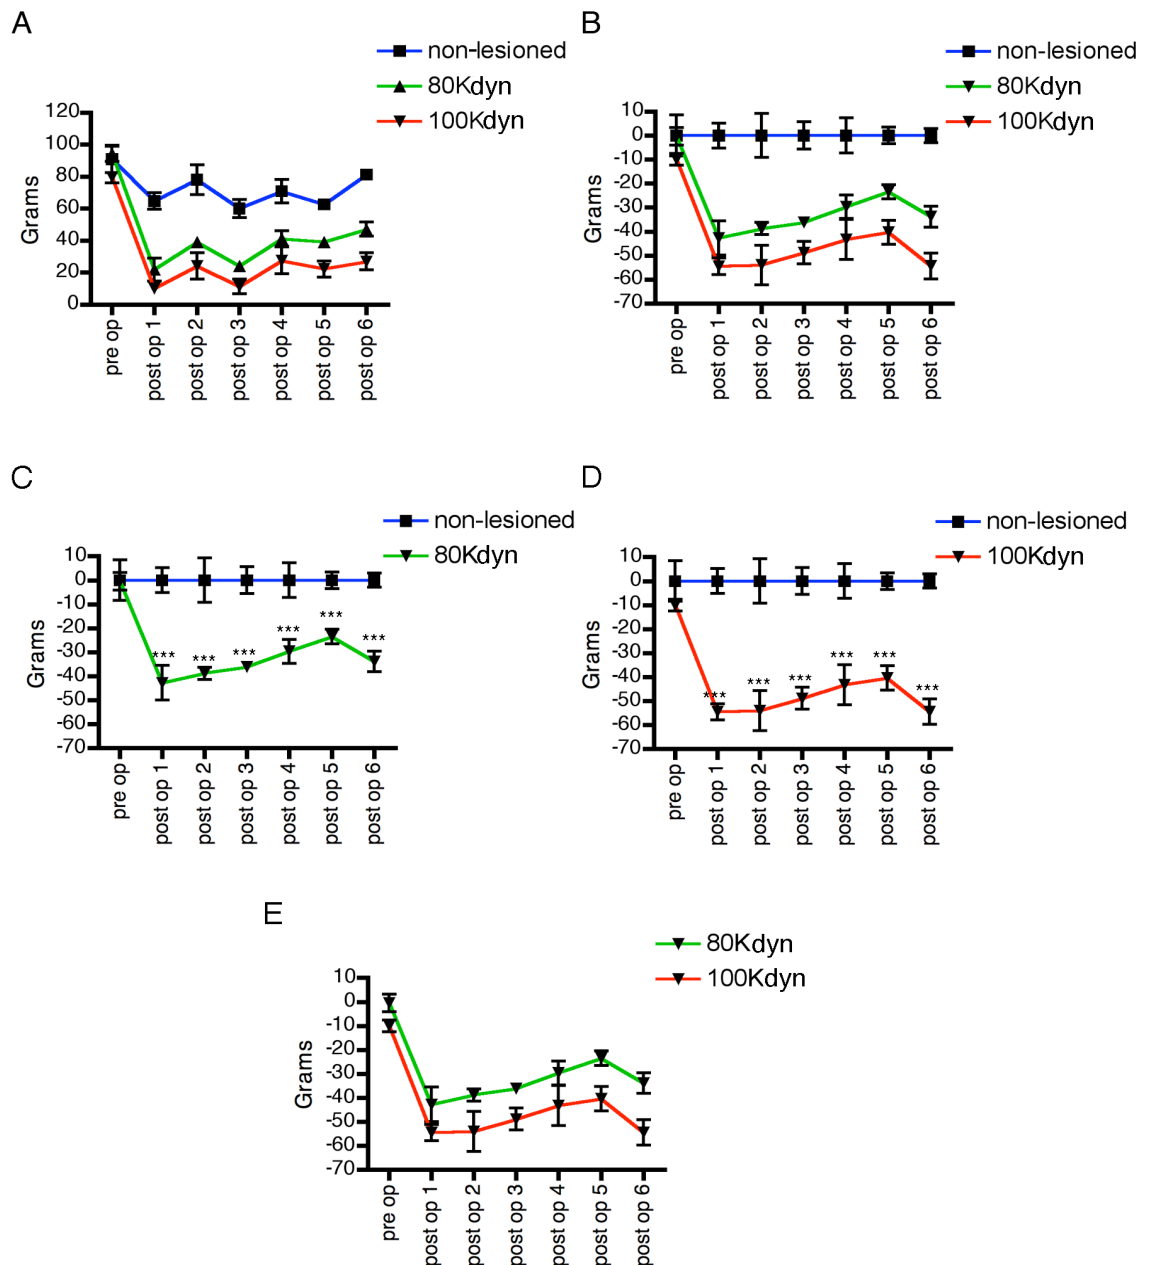 A
non-lesioned
80Kdyn
100Kdyn
120
100
80
60
40
20
0
Grams
pre op
post op 1
post op 2
post op 3
post op 4
post op 5
post op 6
B
non-lesioned
80Kdyn
100Kdyn
10
0
-10
-20
-30
-40
-50
-60
-70
Grams
pre op
post op 1
post op 2
post op 3
post op 4
post op 5
post op 6
C
non-lesioned
80Kdyn
10
0
-10
-20
-30
-40
-50
-60
-70
Grams
*** *** *** *** *** ***
pre op
post op 1
post op 2
post op 3
post op 4
post op 5
post op 6
D
non-lesioned
100Kdyn
10
0
-10
-20
-30
-40
-50
-60
-70
Grams
*** *** *** *** *** ***
pre op
post op 1
post op 2
post op 3
post op 4
post op 5
post op 6
E
80Kdyn
100Kdyn
10
0
-10
-20
-30
-40
-50
-60
-70
Grams
pre op
post op 1
post op 2
post op 3
post op 4
post op 5
post op 6